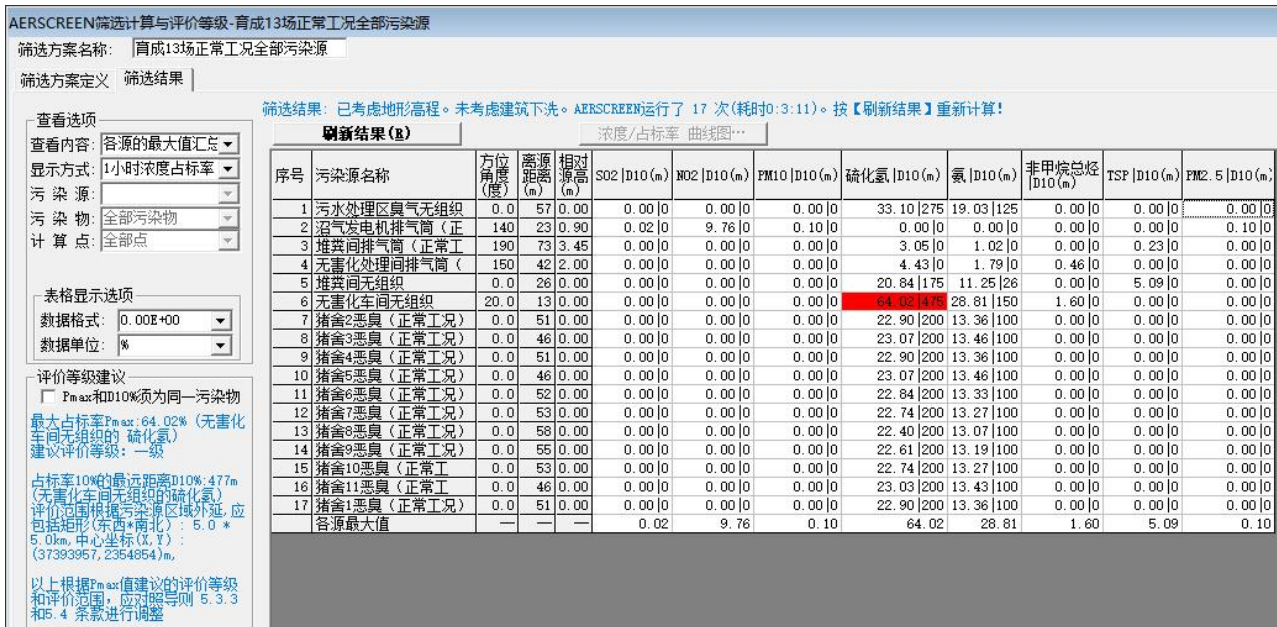 AERSCREEN筛选计算与评价等级-育成13场正常工况全部污染源
筛选方案名称: 育成13场正常工况全部污染源
筛选方案定义 筛选结果
筛选结果: 已考虑地形高程。未考虑建筑下洗。AERSCREEN运行了 17 次(耗时0:3:11)。按【刷新结果】重新计算!
刷新结果(R) 浓度/占标率 曲线图…
查看选项
查看内容: 各源的最大值汇总
显示方式: 1小时浓度占标率
污 染 源:
污 染 物: 全部污染物
计 算 点: 全部点
表格显示选项
数据格式: 0.00E+00
数据单位: %
评价等级建议
Pmax和D10%须为同一污染物
最大占标率Pmax:64.02% (无害化
车间无组织的 硫化氢)
建议评价等级: 一级
占标率10%的最远距离D10%:477m
(无害化车间无组织的硫化氢)
评价范围根据污染源区域外延,应
包括矩形(东西*南北): 5.0 *
5.0km,中心坐标(X,Y):
(37393957,2354854)m,
以上根据Pmax值建议的评价等级
和评价范围,应对照导则 5.3.3
和5.4 条款进行调整
序号 污染源名称 方位角度(度) 离源距离(m) 相对源高(m) SO2|D10(m) NO2|D10(m) PM10|D10(m) 硫化氢|D10(m) 氨|D10(m) 非甲烷总烃|D10(m) TSP|D10(m) PM2.5|D10(m)
1 污水处理区臭气无组织 0.0 57 0.00 0.00|0 0.00|0 0.00|0 33.10|275 19.03|125 0.00|0 0.00|0 0.00|0
2 沼气发电机排气筒(正 140 23 0.90 0.02|0 9.76|0 0.10|0 0.00|0 0.00|0 0.00|0 0.00|0 0.10|0
3 堆粪间排气筒(正常工 190 73 3.45 0.00|0 0.00|0 0.00|0 3.05|0 1.02|0 0.00|0 0.23|0 0.00|0
4 无害化处理间排气筒( 150 42 2.00 0.00|0 0.00|0 0.00|0 4.43|0 1.79|0 0.46|0 0.00|0 0.00|0
5 堆粪间无组织 0.0 26 0.00 0.00|0 0.00|0 0.00|0 20.84|175 11.25|26 0.00|0 5.09|0 0.00|0
6 无害化车间无组织 20.0 13 0.00 0.00|0 0.00|0 0.00|0 64.02|475 28.81|150 1.60|0 0.00|0 0.00|0
7 猪舍2恶臭(正常工况) 0.0 51 0.00 0.00|0 0.00|0 0.00|0 22.90|200 13.36|100 0.00|0 0.00|0 0.00|0
8 猪舍3恶臭(正常工况) 0.0 46 0.00 0.00|0 0.00|0 0.00|0 23.07|200 13.46|100 0.00|0 0.00|0 0.00|0
9 猪舍4恶臭(正常工况) 0.0 51 0.00 0.00|0 0.00|0 0.00|0 22.90|200 13.36|100 0.00|0 0.00|0 0.00|0
10 猪舍5恶臭(正常工况) 0.0 46 0.00 0.00|0 0.00|0 0.00|0 23.07|200 13.46|100 0.00|0 0.00|0 0.00|0
11 猪舍6恶臭(正常工况) 0.0 52 0.00 0.00|0 0.00|0 0.00|0 22.84|200 13.33|100 0.00|0 0.00|0 0.00|0
12 猪舍7恶臭(正常工况) 0.0 53 0.00 0.00|0 0.00|0 0.00|0 22.74|200 13.27|100 0.00|0 0.00|0 0.00|0
13 猪舍8恶臭(正常工况) 0.0 58 0.00 0.00|0 0.00|0 0.00|0 22.40|200 13.07|100 0.00|0 0.00|0 0.00|0
14 猪舍9恶臭(正常工况) 0.0 55 0.00 0.00|0 0.00|0 0.00|0 22.61|200 13.19|100 0.00|0 0.00|0 0.00|0
15 猪舍10恶臭(正常工 0.0 53 0.00 0.00|0 0.00|0 0.00|0 22.74|200 13.27|100 0.00|0 0.00|0 0.00|0
16 猪舍11恶臭(正常工 0.0 46 0.00 0.00|0 0.00|0 0.00|0 23.03|200 13.43|100 0.00|0 0.00|0 0.00|0
17 猪舍1恶臭(正常工况) 0.0 51 0.00 0.00|0 0.00|0 0.00|0 22.90|200 13.36|100 0.00|0 0.00|0 0.00|0
各源最大值 — — — 0.02 9.76 0.10 64.02 28.81 1.60 5.09 0.10